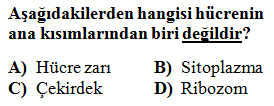 Aşağıdakilerden hangisi hücrenin
ana kısımlarından biri değildir?
A) Hücre zarı B) Sitoplazma
C) Çekirdek D) Ribozom